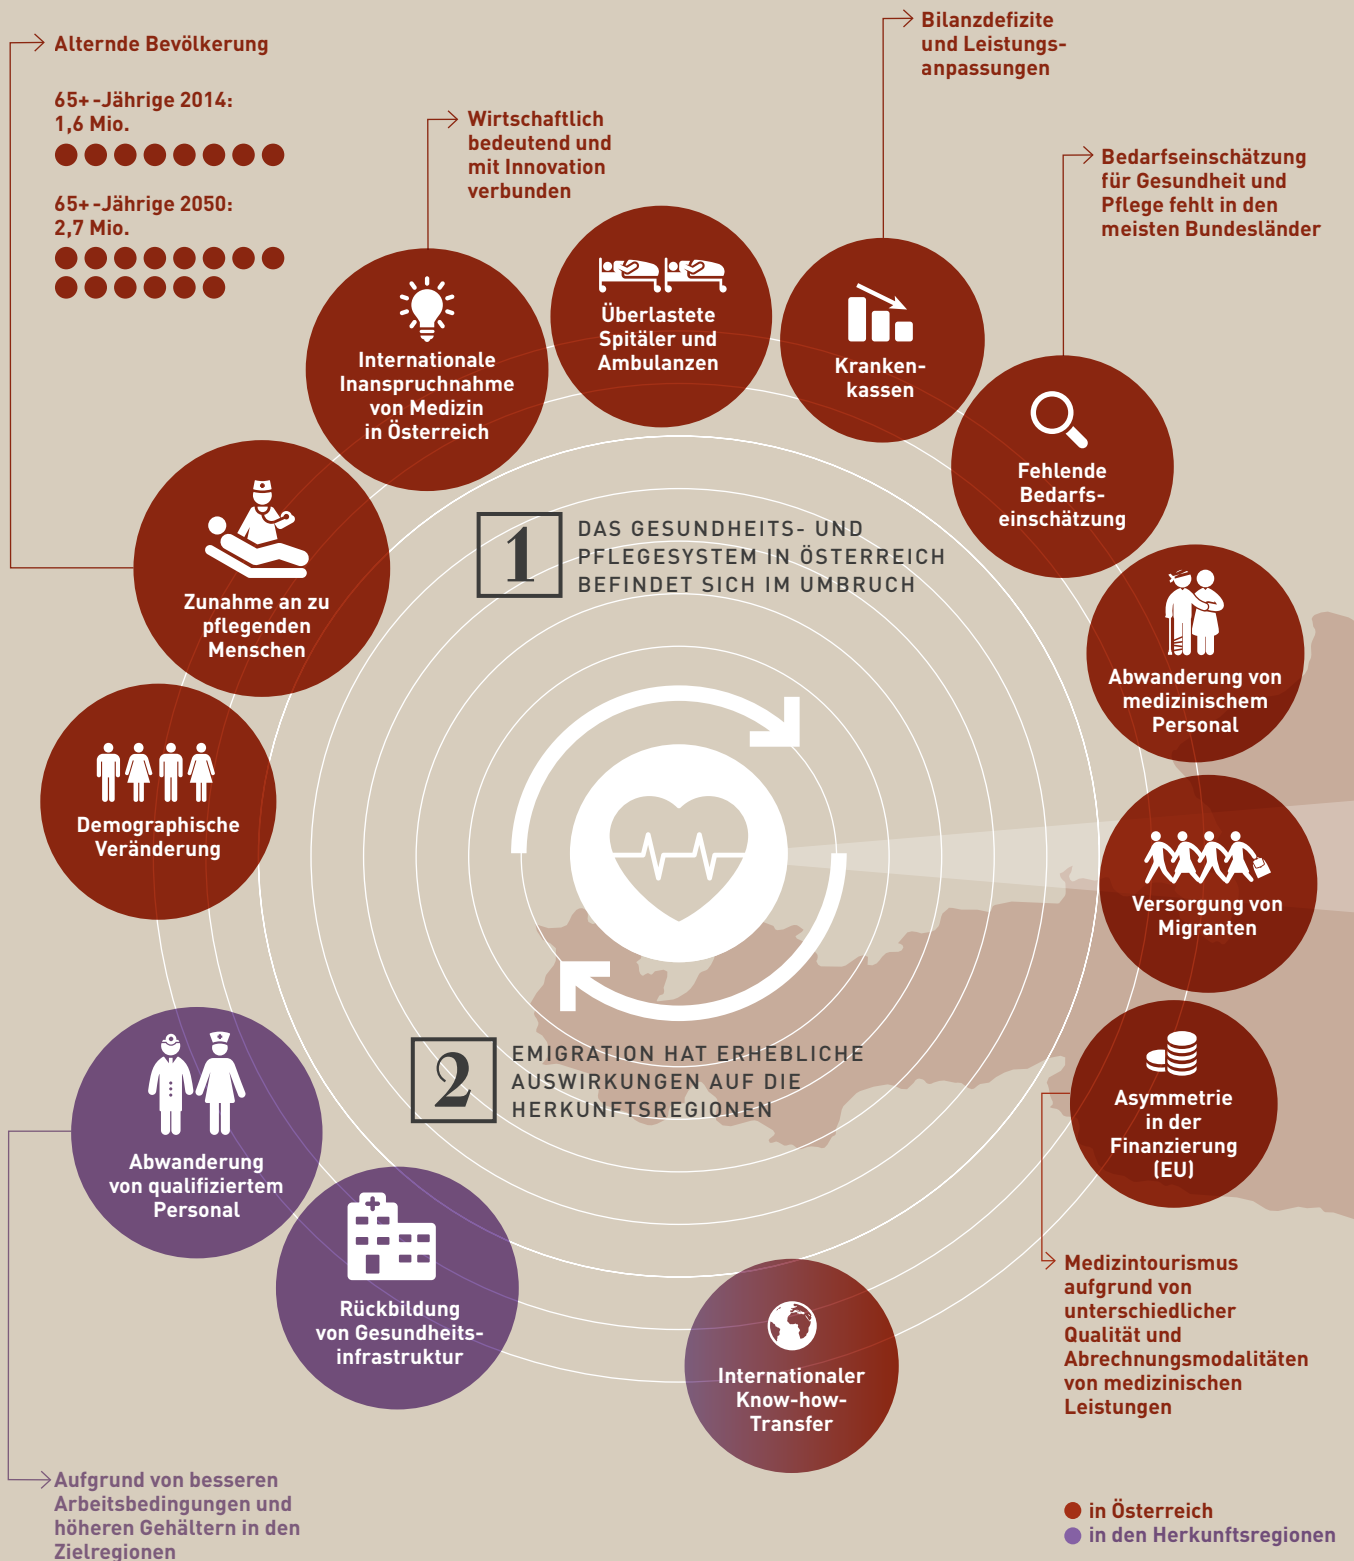 Alternde Bevölkerung
65+-Jährige 2014:
1,6 Mio.
65+-Jährige 2050:
2,7 Mio.
Wirtschaftlich
bedeutend und
mit Innovation
verbunden
Bilanzdefizite
und Leistungs-
anpassungen
Bedarfseinschätzung
für Gesundheit und
Pflege fehlt in den
meisten Bundesländer
Internationale
Inanspruchnahme
von Medizin
in Österreich
Überlastete
Spitäler und
Ambulanzen
Kranken-
kassen
Fehlende
Bedarfs-
einschätzung
Zunahme an zu
pflegenden
Menschen
1
DAS GESUNDHEITS- UND
PFLEGESYSTEM IN ÖSTERREICH
BEFINDET SICH IM UMBRUCH
Abwanderung von
medizinischem
Personal
Demographische
Veränderung
Versorgung von
Migranten
2
EMIGRATION HAT ERHEBLICHE
AUSWIRKUNGEN AUF DIE
HERKUNFTSREGIONEN
Asymmetrie
in der
Finanzierung
(EU)
Abwanderung
von qualifiziertem
Personal
Rückbildung
von Gesundheits-
infrastruktur
Internationaler
Know-how-
Transfer
Medizintourismus
aufgrund von
unterschiedlicher
Qualität und
Abrechnungsmodalitäten
von medizinischen
Leistungen
Aufgrund von besseren
Arbeitsbedingungen und
höheren Gehältern in den
Zielregionen
in Österreich
in den Herkunftsregionen